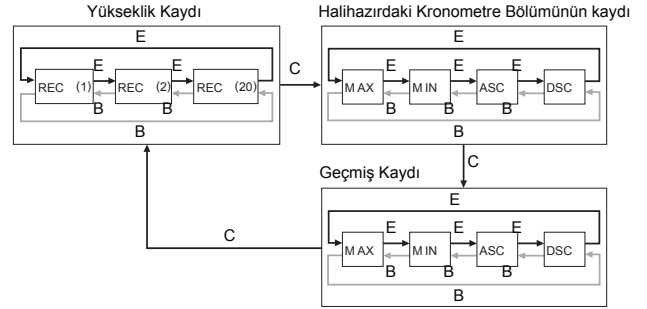 Yükseklik Kaydı
E
REC (1)
E
B
REC (2)
E
B
REC (20)
B
C
Halihazırdaki Kronometre Bölümünün kaydı
E
MAX
E
B
MIN
E
B
ASC
E
B
DSC
B
C
Geçmiş Kaydı
E
MAX
E
B
MIN
E
B
ASC
E
B
DSC
B
C